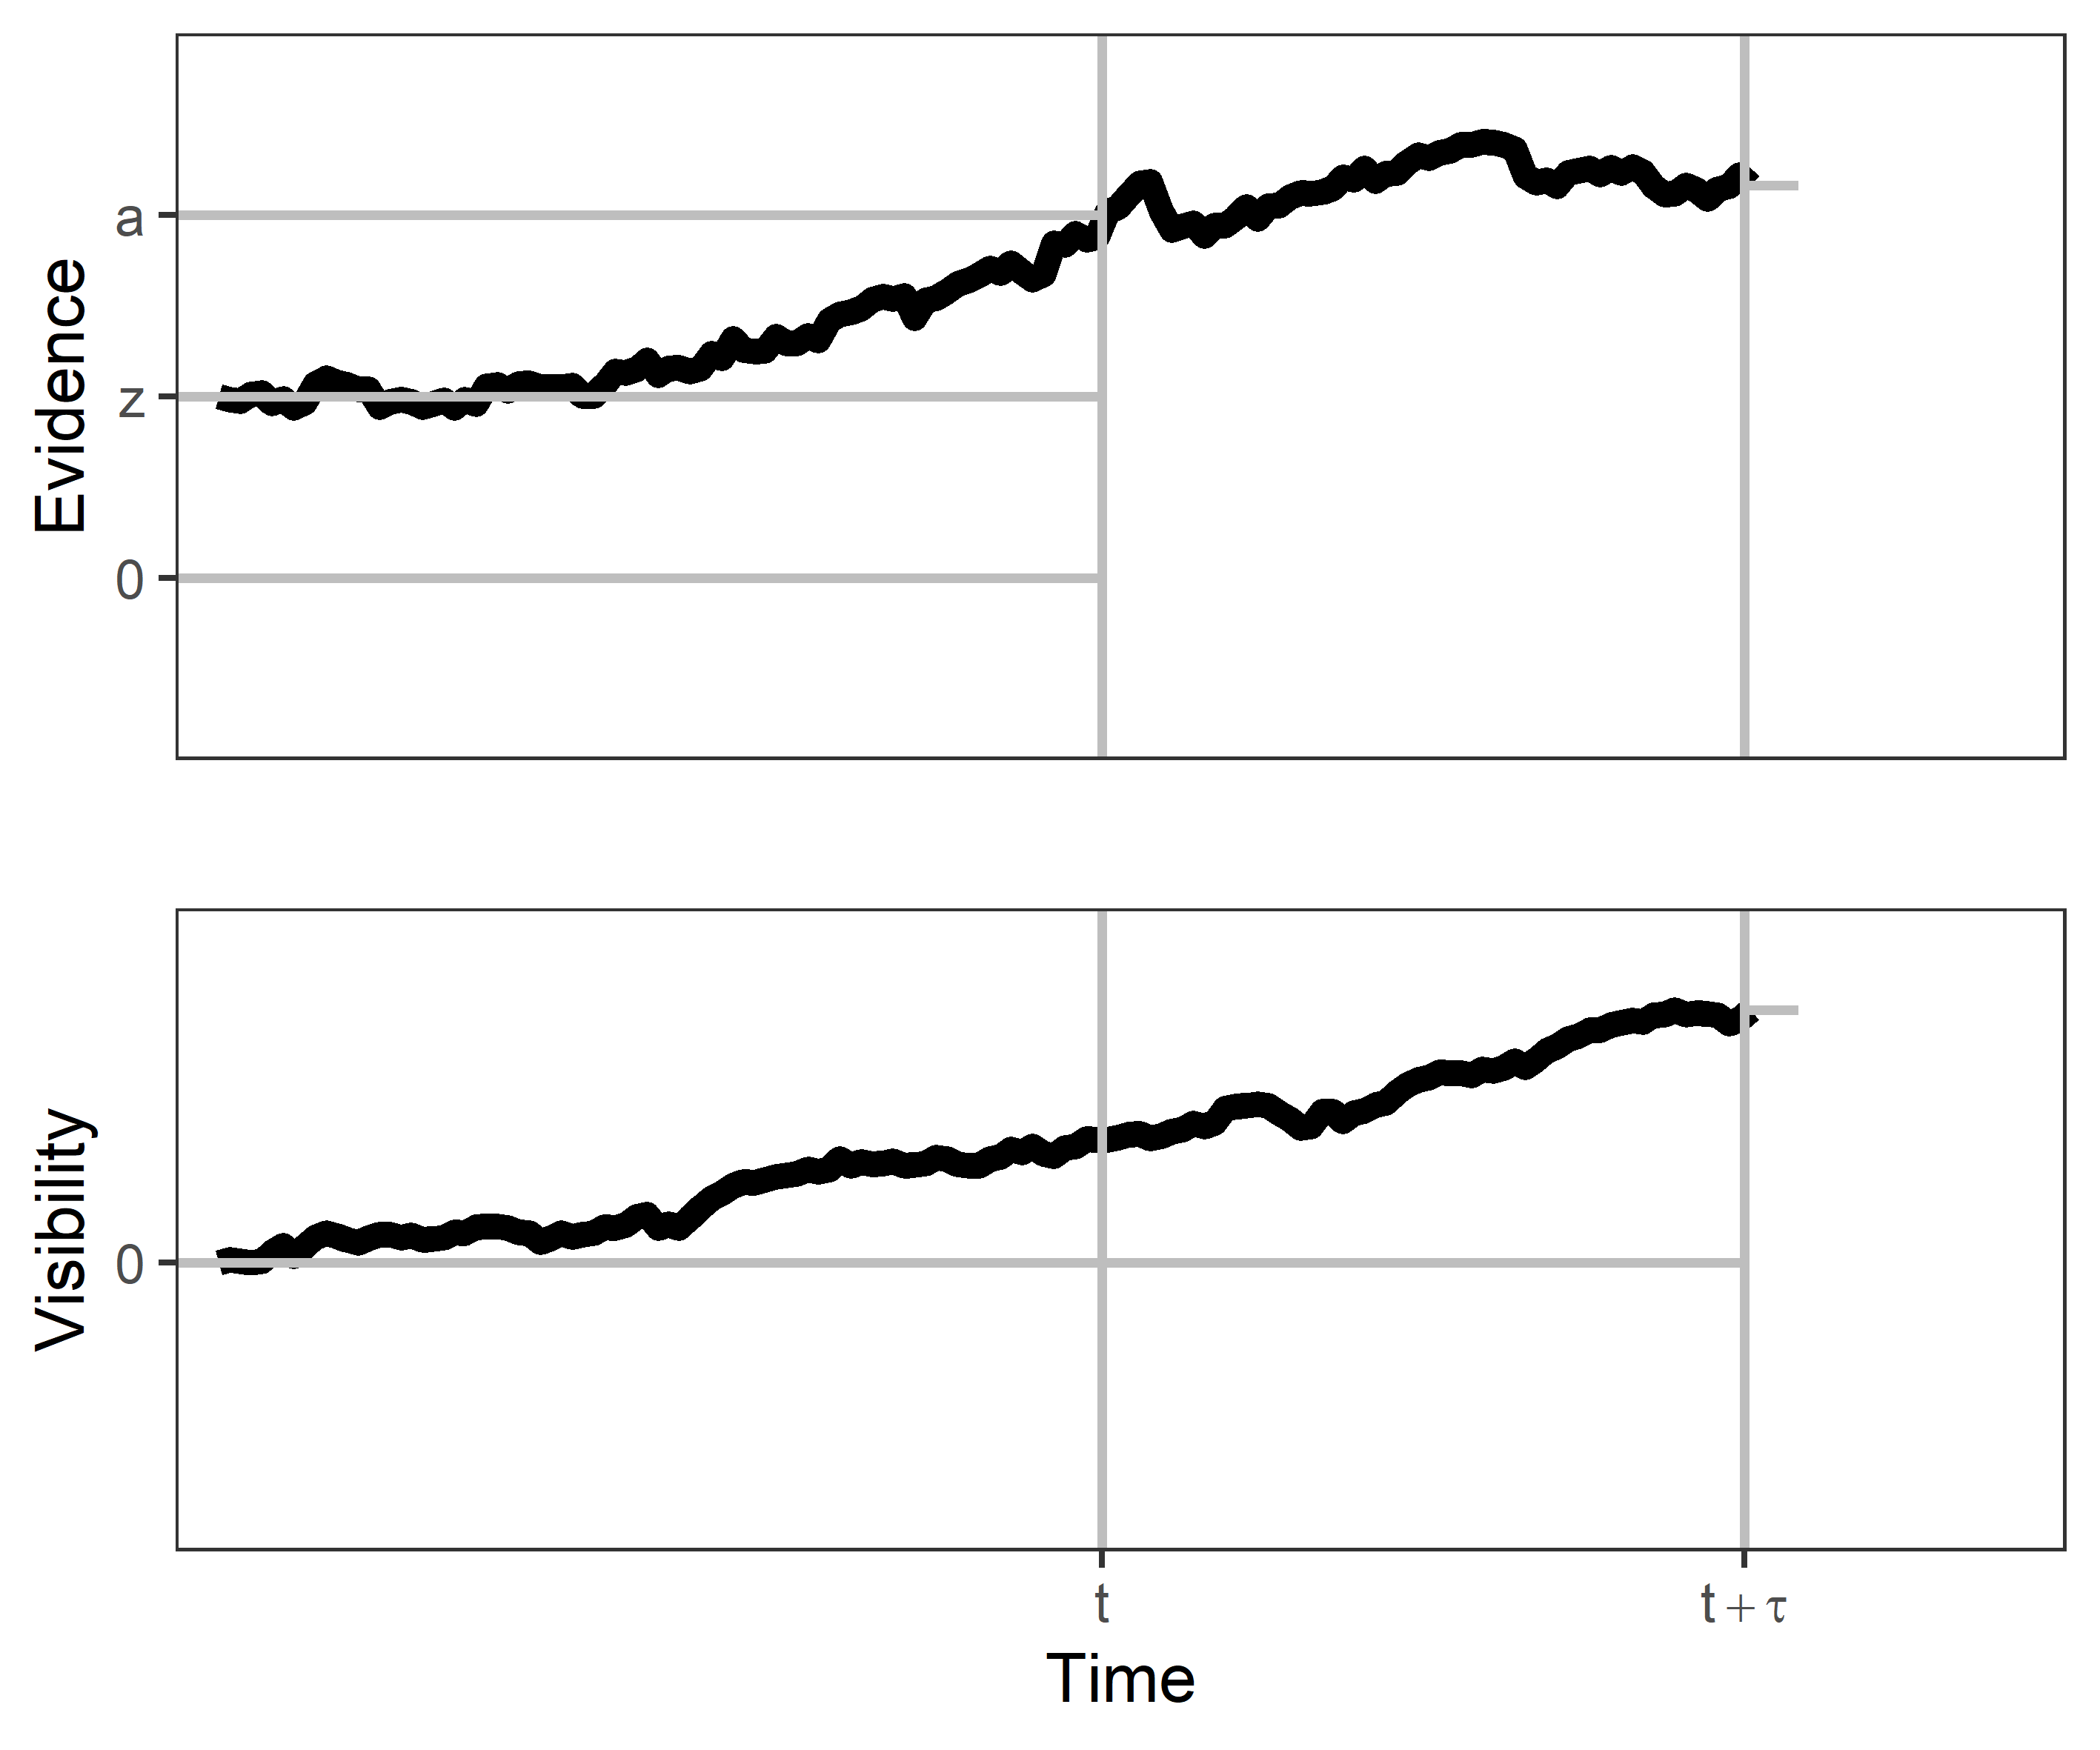 Evidence
a
z
0
Visibility
0
t
t + τ
Time